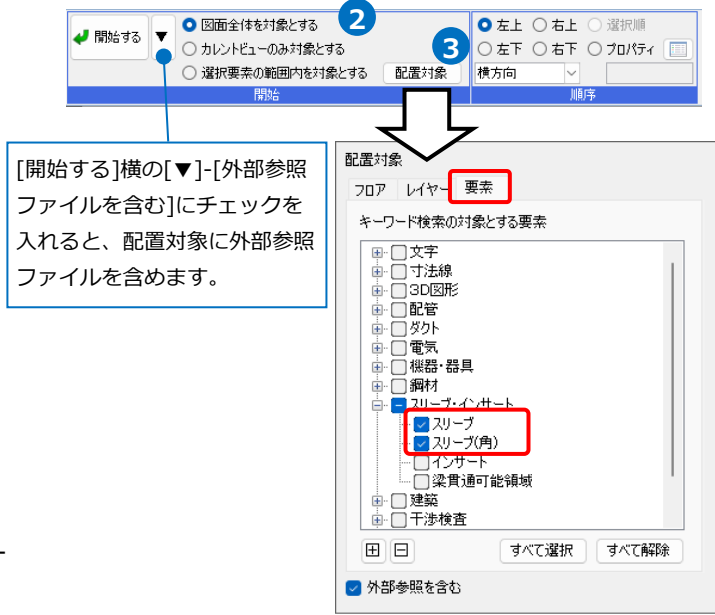 開始する ▼
図面全体を対象とする 2
カレントビューのみ対象とする
選択要素の範囲内を対象とする 配置対象 3
開始
左上 右上 選択順
左下 右下 プロパティ
横方向
順序
[開始する]横の[▼]-[外部参照
ファイルを含む]にチェックを
入れると、配置対象に外部参照
ファイルを含めます。
配置対象
フロア レイヤー 要素
キーワード検索の対象とする要素
文字
寸法線
3D図形
配管
ダクト
電気
機器・器具
鋼材
スリーブ・インサート
スリーブ
スリーブ(角)
インサート
梁貫通可能領域
建築
干渉検査
すべて選択 すべて解除
外部参照を含む